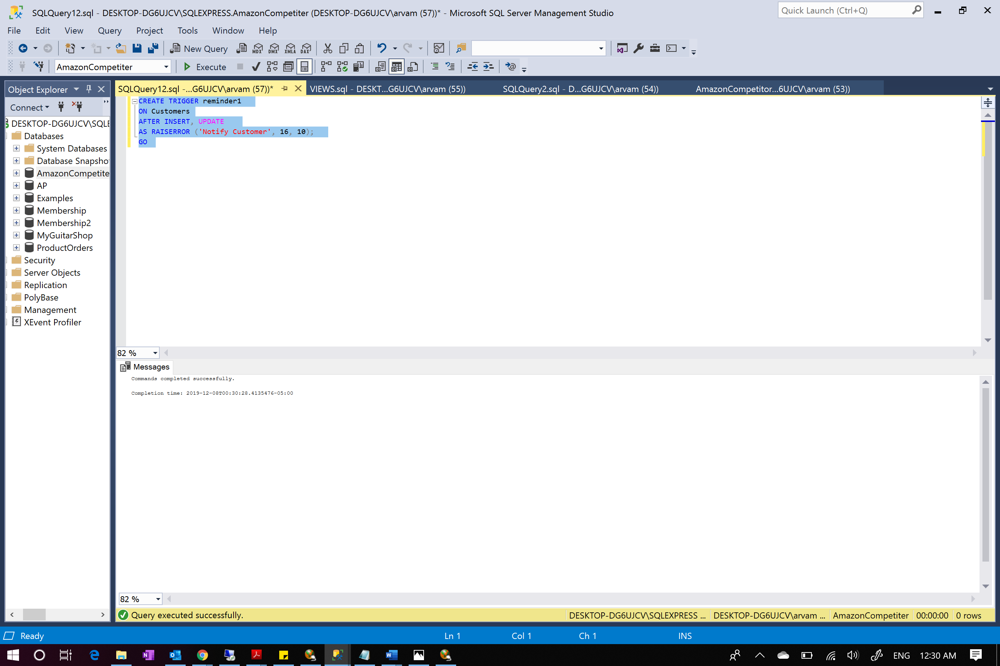 SQLQuery12.sql - DESKTOP-DG6UJCV\SQLEXPRESS.AmazonCompetiter (DESKTOP-DG6UJCV\arvam (57))* - Microsoft SQL Server Management Studio
Quick Launch (Ctrl+Q)
File Edit View Query Project Tools Window Help
New Query MDX DMX XMLA DAX
AmazonCompetiter Execute
Object Explorer
SQLQuery12.sql -...G6UJCV\arvam (57))* VIEWS.sql - DESKT...G6UJCV\arvam (55)) SQLQuery2.sql - D...G6UJCV\arvam (54)) AmazonCompetitor...6UJCV\arvam (53))
Connect
DESKTOP-DG6UJCV\SQLE
Databases
System Databases
Database Snapsho
AmazonCompetite
AP
Examples
Membership
Membership2
MyGuitarShop
ProductOrders
Security
Server Objects
Replication
PolyBase
Management
XEvent Profiler
CREATE TRIGGER reminder1
ON Customers
AFTER INSERT, UPDATE
AS RAISERROR ('Notify Customer', 16, 10);
GO
82 %
Messages
Commands completed successfully.
Completion time: 2019-12-08T00:30:28.4135476-05:00
82 %
Query executed successfully. DESKTOP-DG6UJCV\SQLEXPRESS ... DESKTOP-DG6UJCV\arvam ... AmazonCompetiter 00:00:00 0 rows
Ready Ln 1 Col 1 Ch 1 INS
ENG 12:30 AM